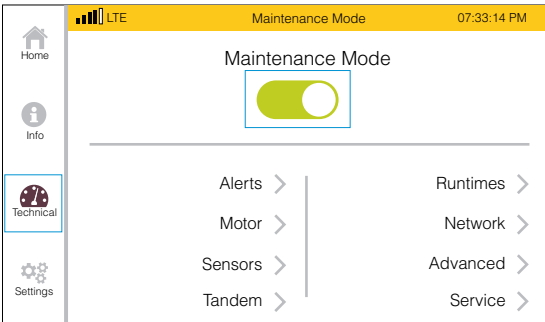 LTE Maintenance Mode 07:33:14 PM
Home
Info
Technical
Settings
Maintenance Mode
Alerts
Motor
Sensors
Tandem
Runtimes
Network
Advanced
Service